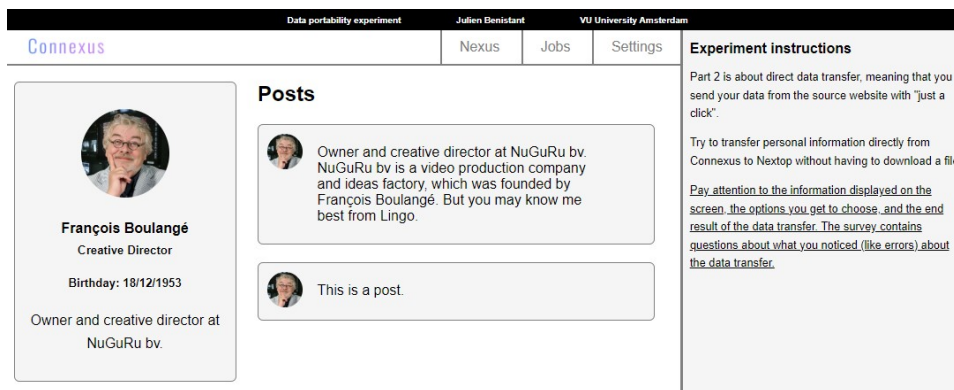 Data portability experiment Julien Benistant VU University Amsterdam
Connexus
Nexus Jobs Settings
François Boulangé
Creative Director
Birthday: 18/12/1953
Owner and creative director at
NuGuRu bv.
Posts
Owner and creative director at NuGuRu bv.
NuGuRu bv is a video production company
and ideas factory, which was founded by
François Boulangé. But you may know me
best from Lingo.
This is a post.
Experiment instructions
Part 2 is about direct data transfer, meaning that you
send your data from the source website with "just a
click".
Try to transfer personal information directly from
Connexus to Nextop without having to download a fil
Pay attention to the information displayed on the
screen, the options you get to choose, and the end
result of the data transfer. The survey contains
questions about what you noticed (like errors) about
the data transfer.